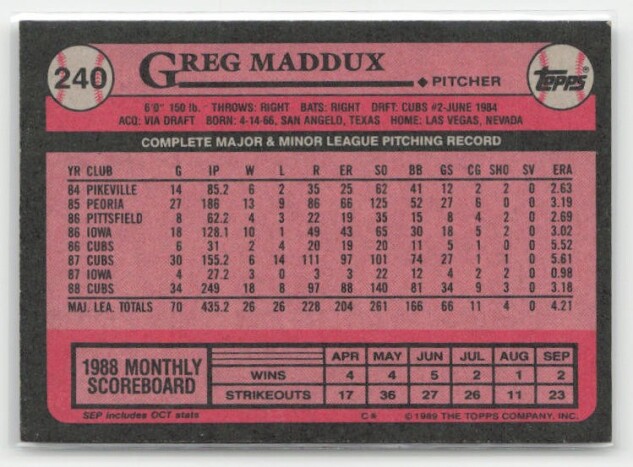 240
GREG MADDUX
◆ PITCHER
Topps®
6'0" 150 lb. THROWS: RIGHT BATS: RIGHT DRFT: CUBS #2-JUNE 1984
ACQ: VIA DRAFT BORN: 4-14-66, SAN ANGELO, TEXAS HOME: LAS VEGAS, NEVADA
COMPLETE MAJOR & MINOR LEAGUE PITCHING RECORD
YR CLUB G IP W L R ER SO BB GS CG SHO SV ERA
84 PIKEVILLE 14 85.2 6 2 35 25 62 41 12 2 2 0 2.63
85 PEORIA 27 186 13 9 86 66 125 52 27 6 0 0 3.19
86 PITTSFIELD 8 62.2 4 3 22 19 35 15 8 4 2 0 2.69
86 IOWA 18 128.1 10 1 49 43 65 30 18 5 2 0 3.02
86 CUBS 6 31 2 4 20 19 20 11 5 1 0 0 5.52
87 CUBS 30 155.2 6 14 97 101 74 27 1 1 0 5.61
87 IOWA 4 27.2 3 0 3 3 22 12 4 2 2 0 0.98
88 CUBS 34 249 18 8 97 88 140 81 34 9 3 0 3.18
MAJ. LEA. TOTALS 70 435.2 26 26 228 204 261 166 66 11 4 0 4.21
1988 MONTHLY SCOREBOARD
APR MAY JUN JUL AUG SEP
WINS 4 4 5 2 1 2
STRIKEOUTS 17 36 27 26 11 23
SEP includes OCT stats
©1989 THE TOPPS COMPANY, INC.